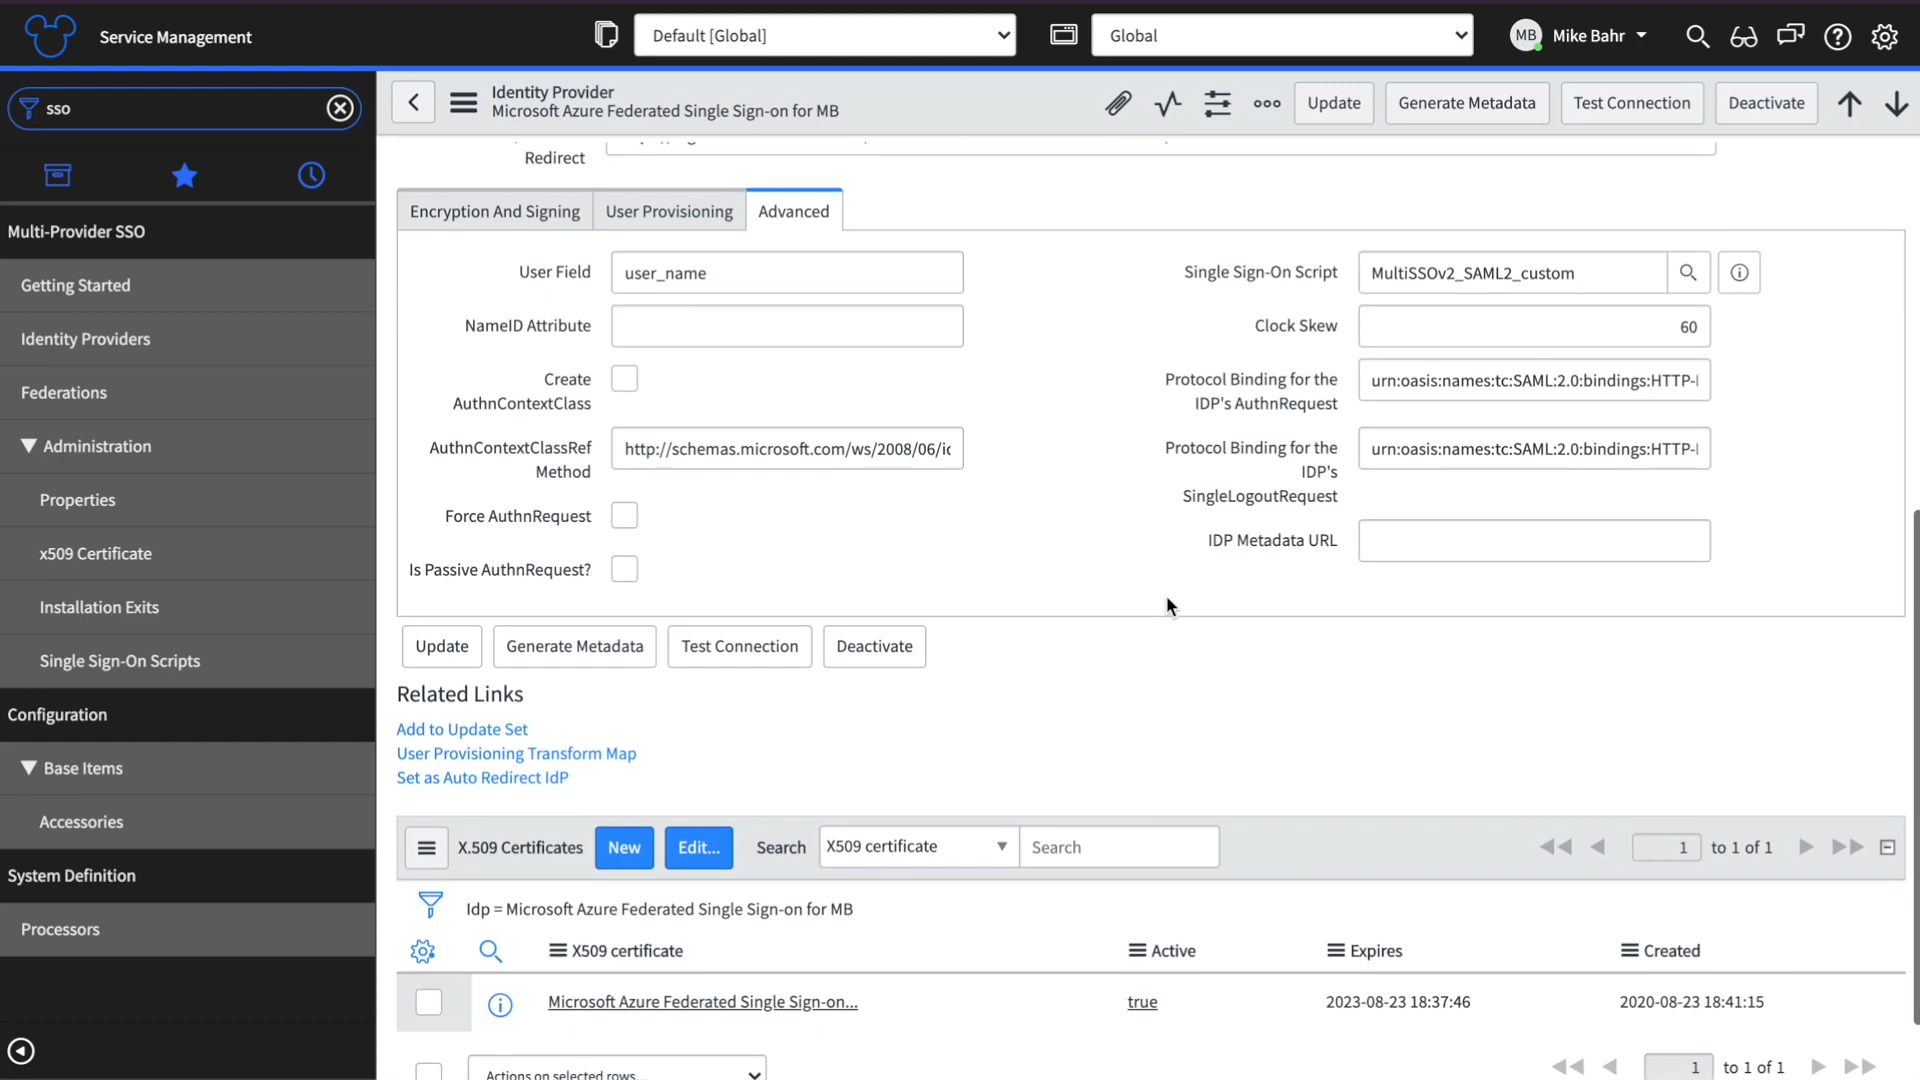 Service Management
Default [Global]
Global
MB
Mike Bahr
sso
Identity Provider
Microsoft Azure Federated Single Sign-on for MB
Update
Generate Metadata
Test Connection
Deactivate
Multi-Provider SSO
Getting Started
Identity Providers
Federations
Administration
Properties
x509 Certificate
Installation Exits
Single Sign-On Scripts
Configuration
Base Items
Accessories
System Definition
Processors
Redirect
Encryption And Signing
User Provisioning
Advanced
User Field
user_name
NameID Attribute
Create
AuthnContextClass
AuthnContextClassRef
Method
http://schemas.microsoft.com/ws/2008/06/ic
Force AuthnRequest
Is Passive AuthnRequest?
Single Sign-On Script
MultiSSOv2_SAML2_custom
Clock Skew
60
Protocol Binding for the
IDP's AuthnRequest
urn:oasis:names:tc:SAML:2.0:bindings:HTTP-
Protocol Binding for the
IDP's
SingleLogoutRequest
urn:oasis:names:tc:SAML:2.0:bindings:HTTP-
IDP Metadata URL
Update
Generate Metadata
Test Connection
Deactivate
Related Links
Add to Update Set
User Provisioning Transform Map
Set as Auto Redirect IdP
X.509 Certificates
New
Edit...
Search
X509 certificate
Search
1 to 1 of 1
Idp = Microsoft Azure Federated Single Sign-on for MB
X509 certificate
Active
Expires
Created
Microsoft Azure Federated Single Sign-on...
true
2023-08-23 18:37:46
2020-08-23 18:41:15
Actions on selected rows...
1 to 1 of 1